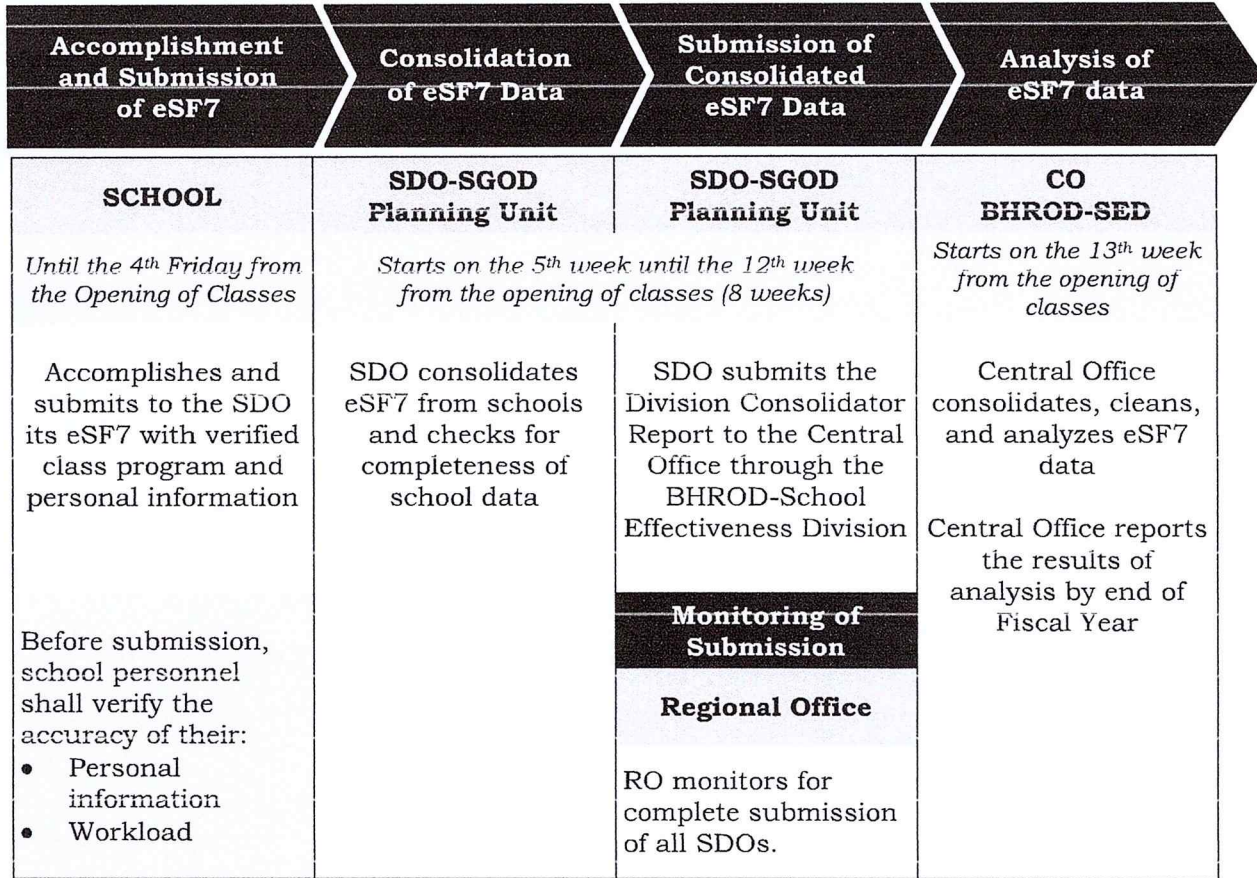 Accomplishment
and Submission
of eSF7
Consolidation
of eSF7 Data
Submission of
Consolidated
eSF7 Data
Analysis of
eSF7 data
SCHOOL
Until the 4th Friday from
the Opening of Classes
Accomplishes and
submits to the SDO
its eSF7 with verified
class program and
personal information
Before submission,
school personnel
shall verify the
accuracy of their:
• Personal
information
• Workload
SDO-SGOD
Planning Unit
SDO-SGOD
Planning Unit
Starts on the 5th week until the 12th week
from the opening of classes (8 weeks)
SDO consolidates
eSF7 from schools
and checks for
completeness of
school data
SDO submits the
Division Consolidator
Report to the Central
Office through the
BHROD-School
Effectiveness Division
Monitoring of
Submission
Regional Office
RO monitors for
complete submission
of all SDOs.
CO
BHROD-SED
Starts on the 13th week
from the opening of
classes
Central Office
consolidates, cleans,
and analyzes eSF7
data
Central Office reports
the results of
analysis by end of
Fiscal Year